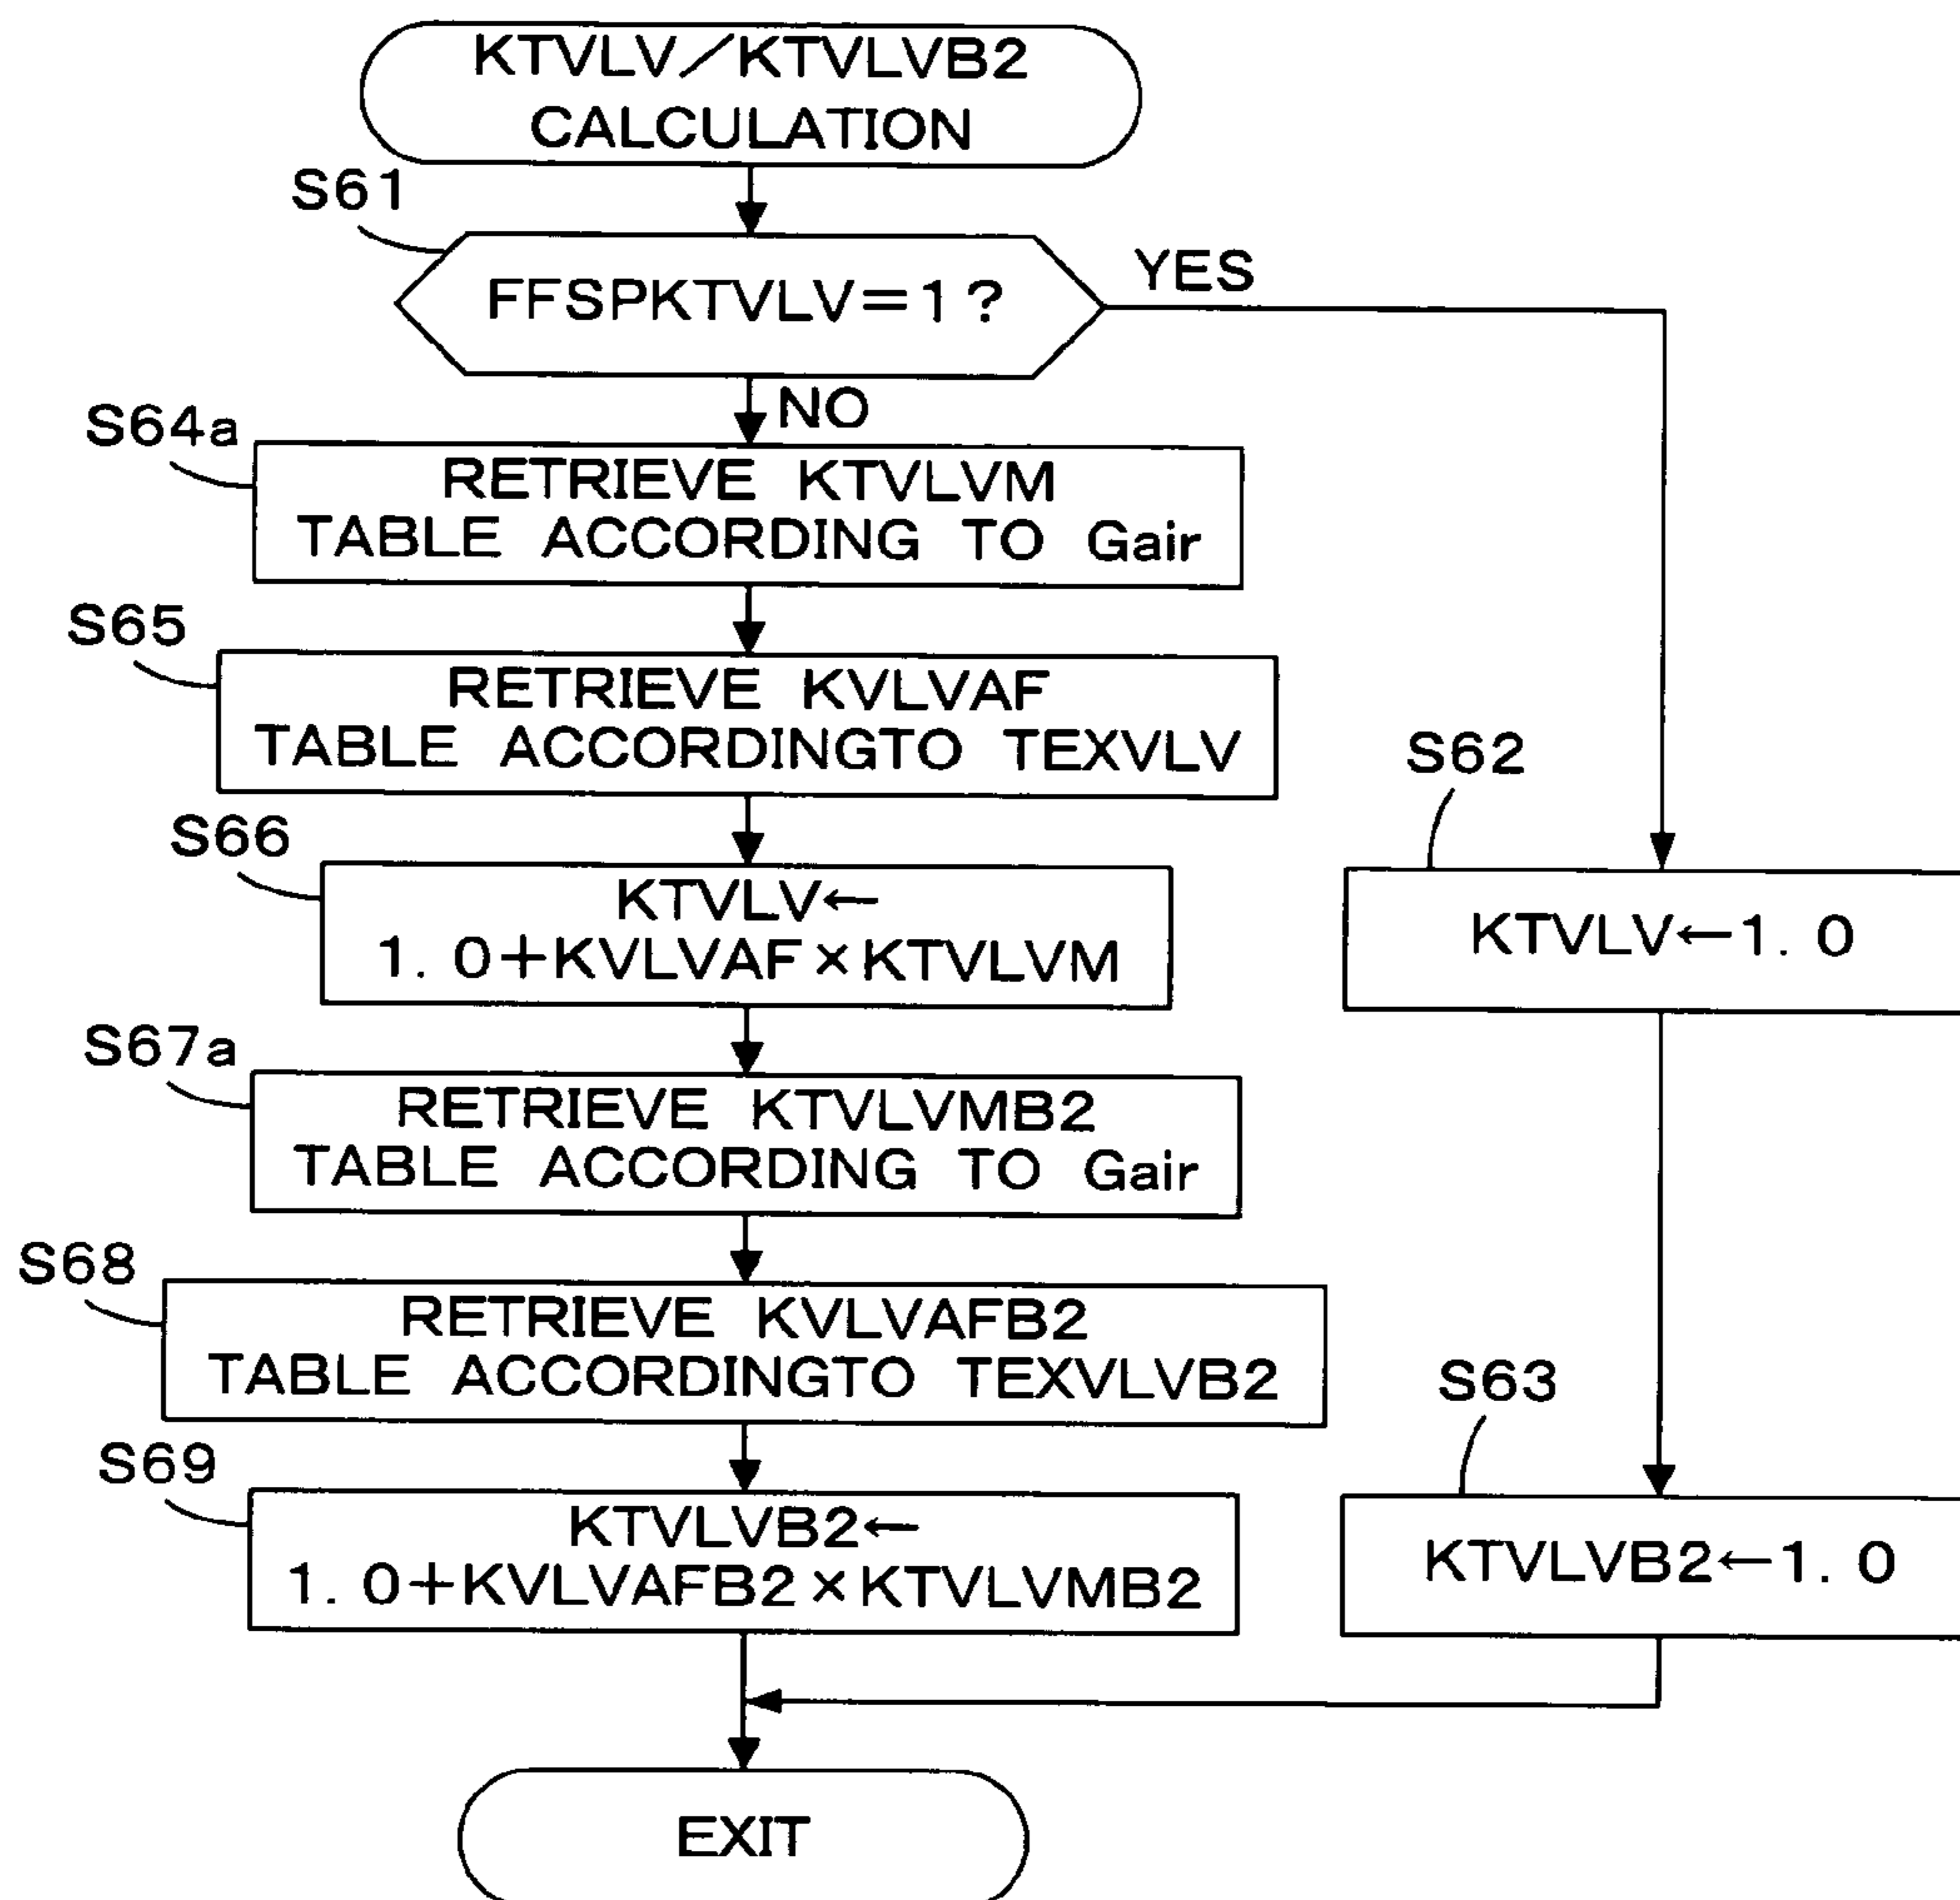 KTVLV/KTVLVB2
CALCULATION
S61
FFSPKTVLV=1?
YES
NO
S64a
RETRIEVE KTVLVM
TABLE ACCORDING TO Gair
S65
RETRIEVE KVLVAF
TABLE ACCORDINGTO TEXVLV
S66
KTVLV←
1. 0+KVLVAF×KTVLVM
S62
KTVLV←1. 0
S67a
RETRIEVE KTVLVMB2
TABLE ACCORDING TO Gair
S68
RETRIEVE KVLVAFB2
TABLE ACCORDINGTO TEXVLVB2
S69
KTVLVB2←
1. 0+KVLVAFB2×KTVLVMB2
S63
KTVLVB2←1. 0
EXIT